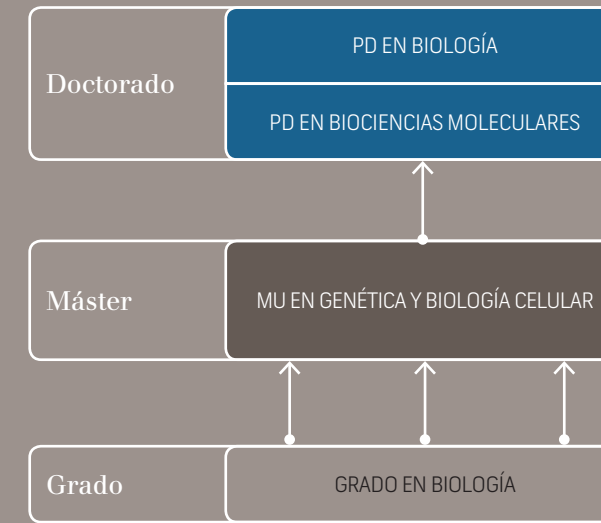 Doctorado
PD EN BIOLOGÍA
PD EN BIOCIENCIAS MOLECULARES
Máster
MU EN GENÉTICA Y BIOLOGÍA CELULAR
Grado
GRADO EN BIOLOGÍA